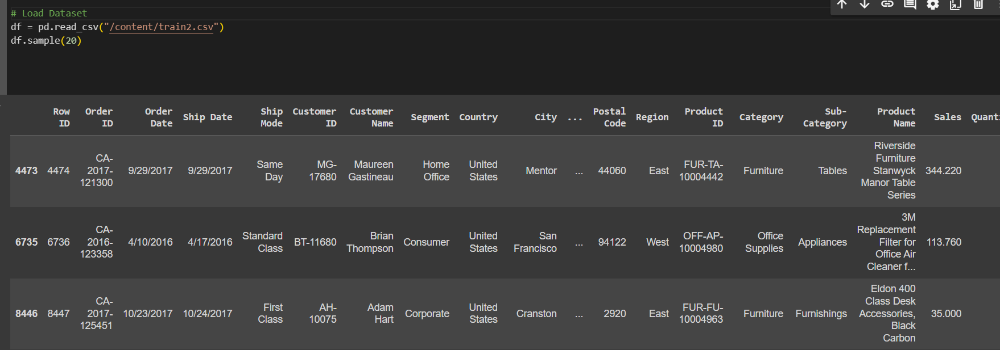 # Load Dataset
df = pd.read_csv("/content/train2.csv")
df.sample(20)
Row ID Order ID Order Date Ship Date Ship Mode Customer ID Customer Name Segment Country City ... Postal Code Region Product ID Category Sub-Category Product Name Sales Quanti
4473 4474 CA-2017-121300 9/29/2017 9/29/2017 Same Day MG-17680 Maureen Gastineau Home Office United States Mentor ... 44060 East FUR-TA-10004442 Furniture Tables Riverside Furniture Stanwyck Manor Table Series 344.220
6735 6736 CA-2016-123358 4/10/2016 4/17/2016 Standard Class BT-11680 Brian Thompson Consumer United States San Francisco ... 94122 West OFF-AP-10004980 Office Supplies Appliances 3M Replacement Filter for Office Air Cleaner f... 113.760
8446 8447 CA-2017-125451 10/23/2017 10/24/2017 First Class AH-10075 Adam Hart Corporate United States Cranston ... 2920 East FUR-FU-10004963 Furniture Furnishings Eldon 400 Class Desk Accessories, Black Carbon 35.000